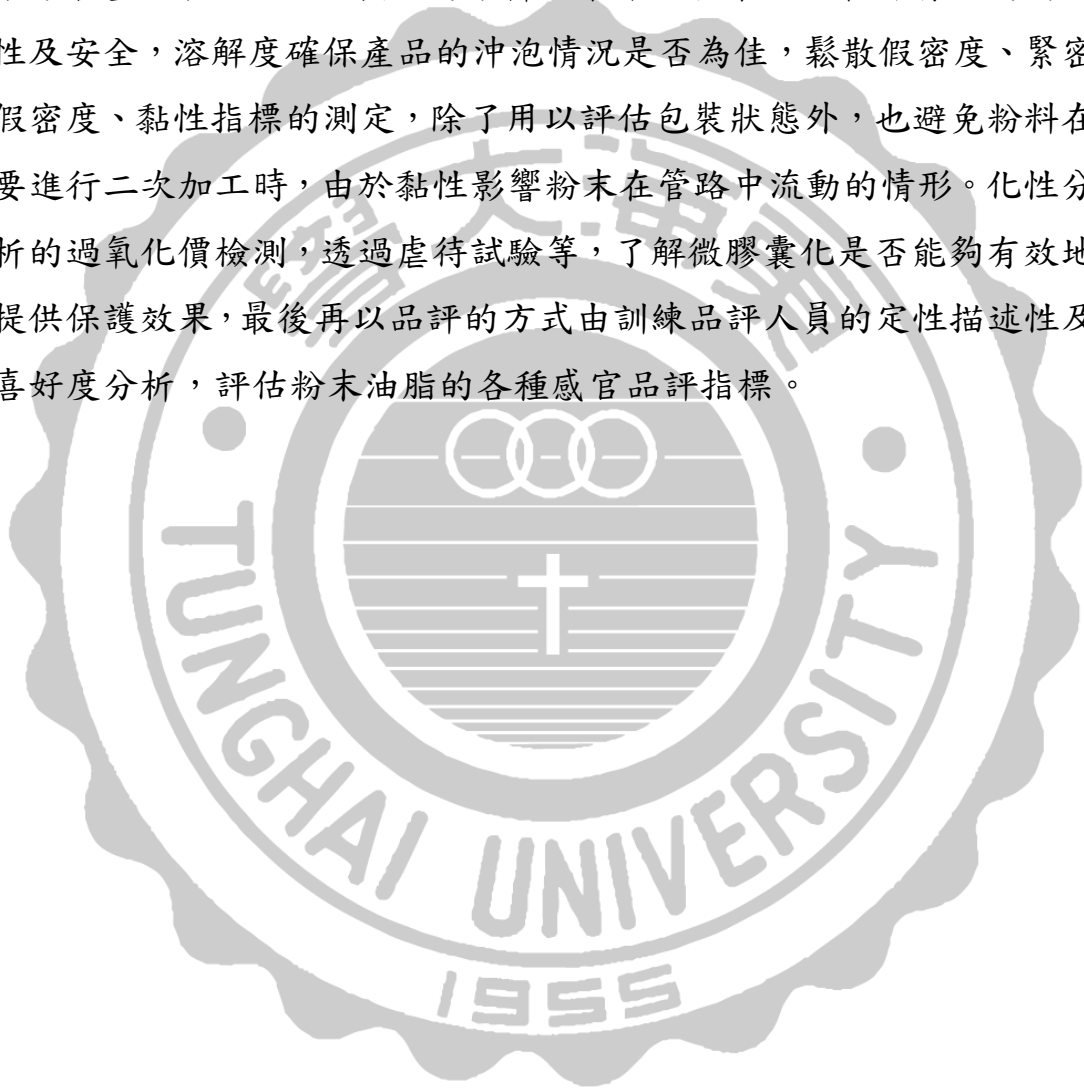 性及安全,溶解度確保產品的沖泡情況是否為佳,鬆散假密度、緊密
假密度、黏性指標的測定,除了用以評估包裝狀態外,也避免粉料在
要進行二次加工時,由於黏性影響粉末在管路中流動的情形。化性分
析的過氧化價檢測,透過虐待試驗等,了解微膠囊化是否能夠有效地
提供保護效果,最後再以品評的方式由訓練品評人員的定性描述性及
喜好度分析,評估粉末油脂的各種感官品評指標。
學大海東
TUNGHAI UNIVERSITY
1955